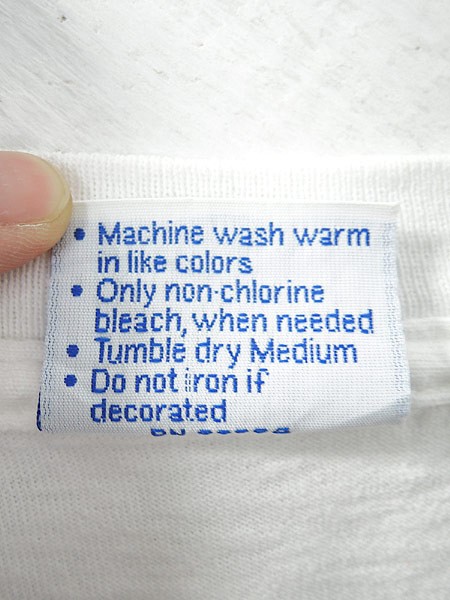 • Machine wash warm
in like colors
• Only non-chlorine
bleach, when needed
• Tumble dry Medium
• Do not iron if
decorated